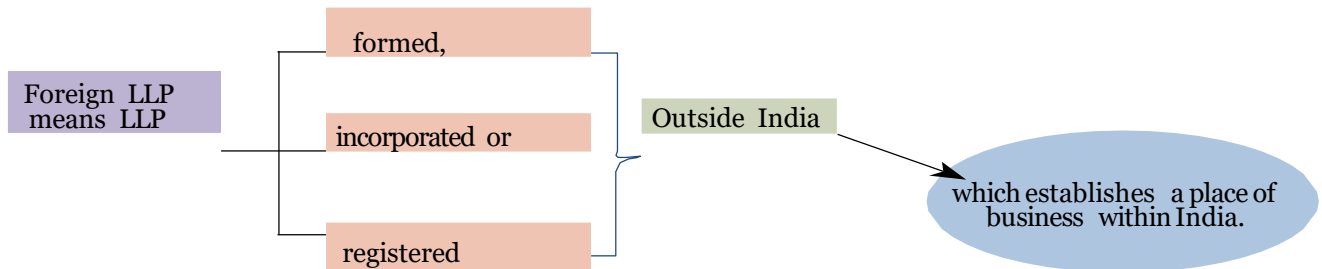 Foreign LLP
means LLP
formed,
incorporated or
registered
Outside India
which establishes a place of
business within India.